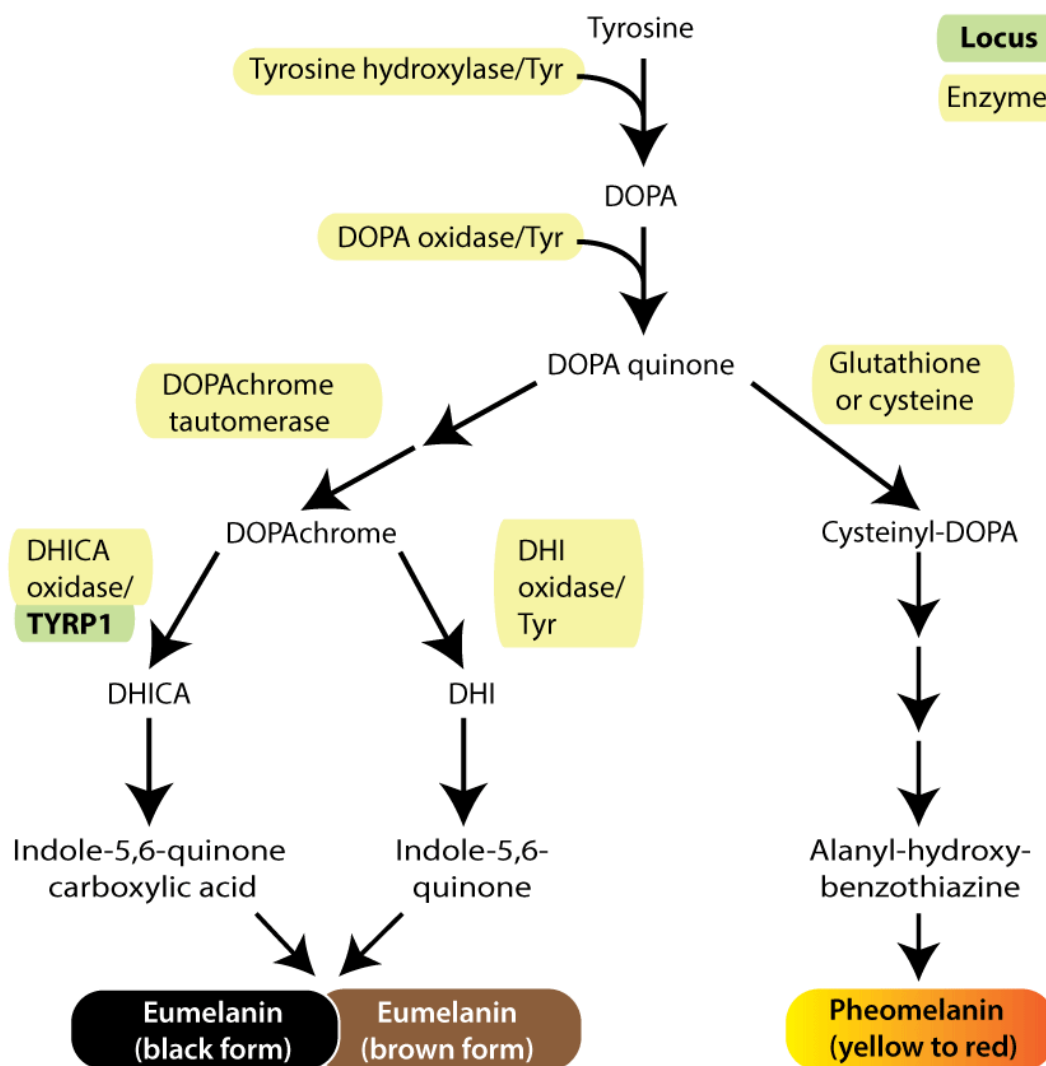 Tyrosine
Locus
Tyrosine hydroxylase/Tyr
Enzyme
DOPA
DOPA oxidase/Tyr
DOPA quinone
DOPAchrome
tautomerase
Glutathione
or cysteine
DOPAchrome
Cysteinyl-DOPA
DHICA
oxidase/
TYRP1
DHI
oxidase/
Tyr
DHICA
DHI
Indole-5,6-quinone
carboxylic acid
Indole-5,6-
quinone
Alanyl-hydroxy-
benzothiazine
Eumelanin
(black form)
Eumelanin
(brown form)
Pheomelanin
(yellow to red)